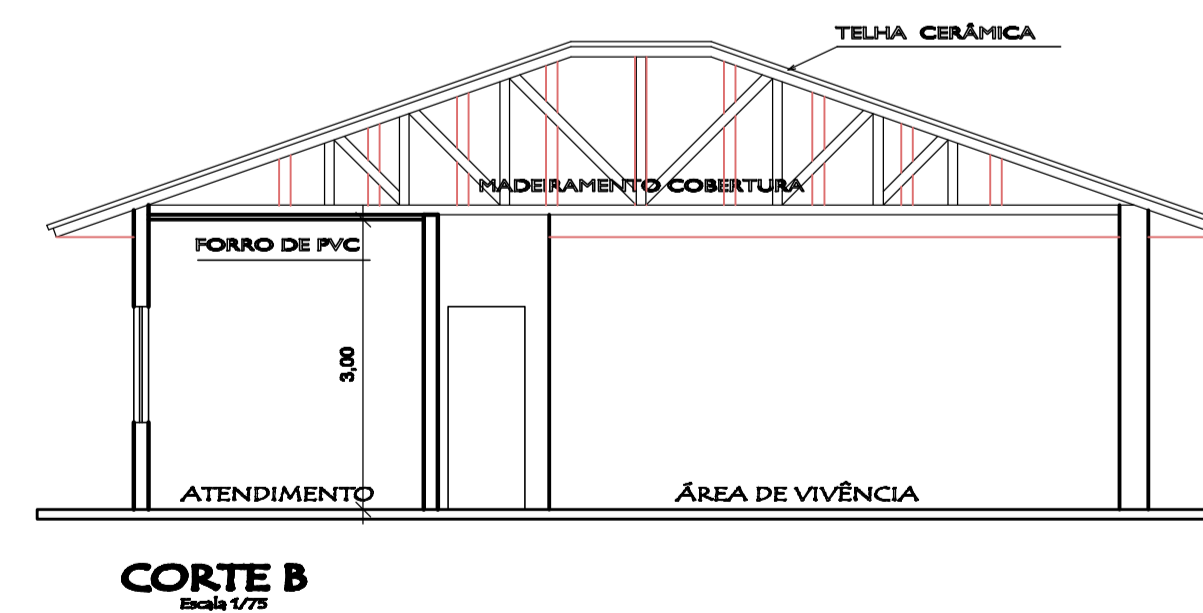 TELHA CERÂMICA
MADEIRAMENTO COBERTURA
FORRO DE PVC
3,00
ATENDIMENTO
ÁREA DE VIVÊNCIA
CORTE B
Escala 1/75